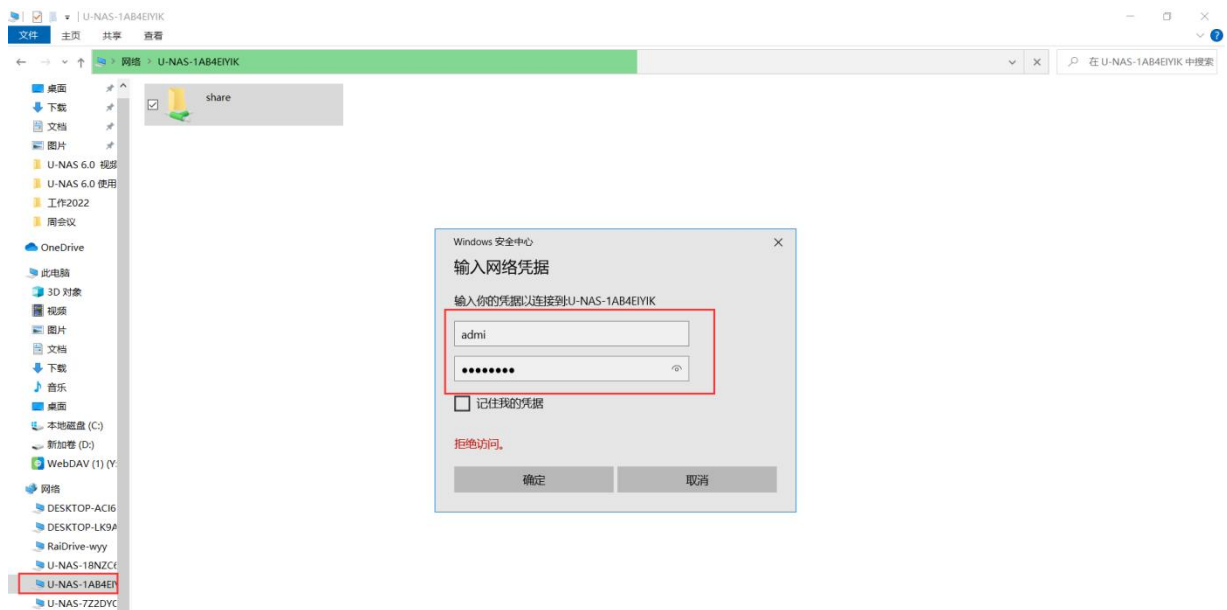 U-NAS-1AB4EIYIK
文件 主页 共享 查看
网络 > U-NAS-1AB4EIYIK
在 U-NAS-1AB4EIYIK 中搜索
桌面
下载
文档
图片
U-NAS 6.0 视频
U-NAS 6.0 使用
工作2022
周会议
OneDrive
此电脑
3D 对象
视频
图片
文档
下载
音乐
桌面
本地磁盘 (C:)
新加卷 (D:)
WebDAV (1) (Y:
网络
DESKTOP-ACI6
DESKTOP-LK9A
RaiDrive-wyy
U-NAS-18NZC6
U-NAS-1AB4EIY
U-NAS-7Z2DYC
share
Windows 安全中心
输入网络凭据
输入你的凭据以连接到:U-NAS-1AB4EIYIK
admi
●●●●●●●●
记住我的凭据
拒绝访问。
确定 取消